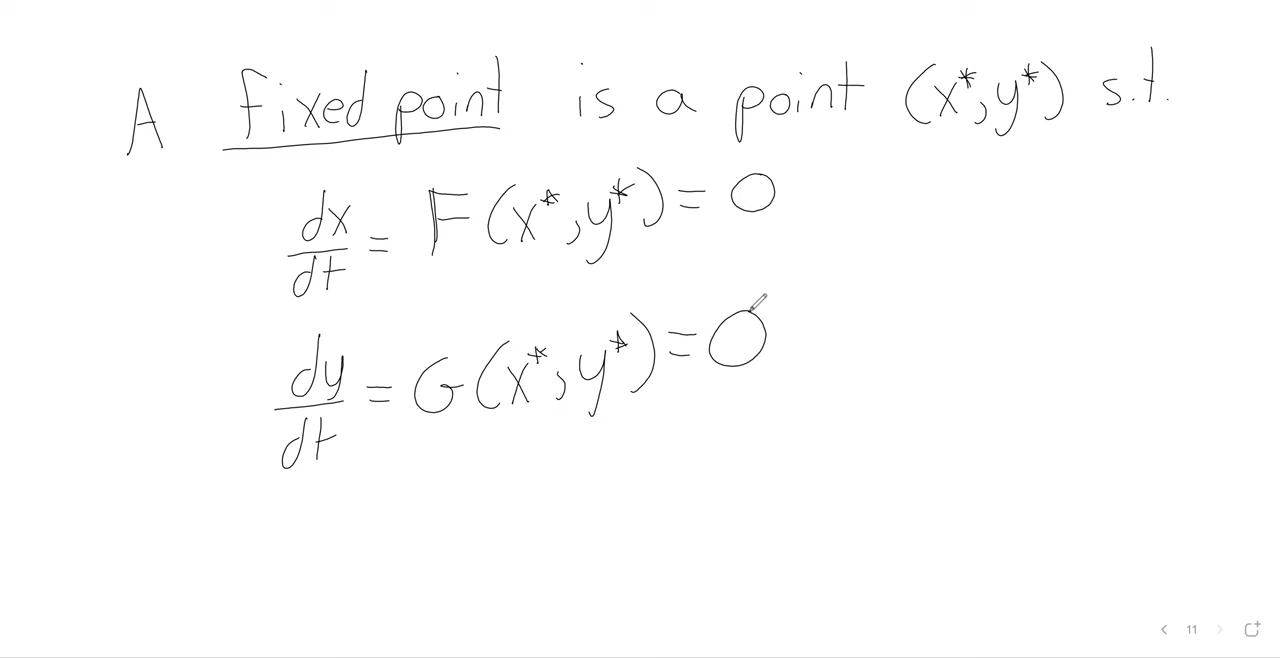 A fixed point is a point (x*, y*) s.t.
dx/dt = F(x*, y*) = 0
dy/dt = G(x*, y*) = 0
11